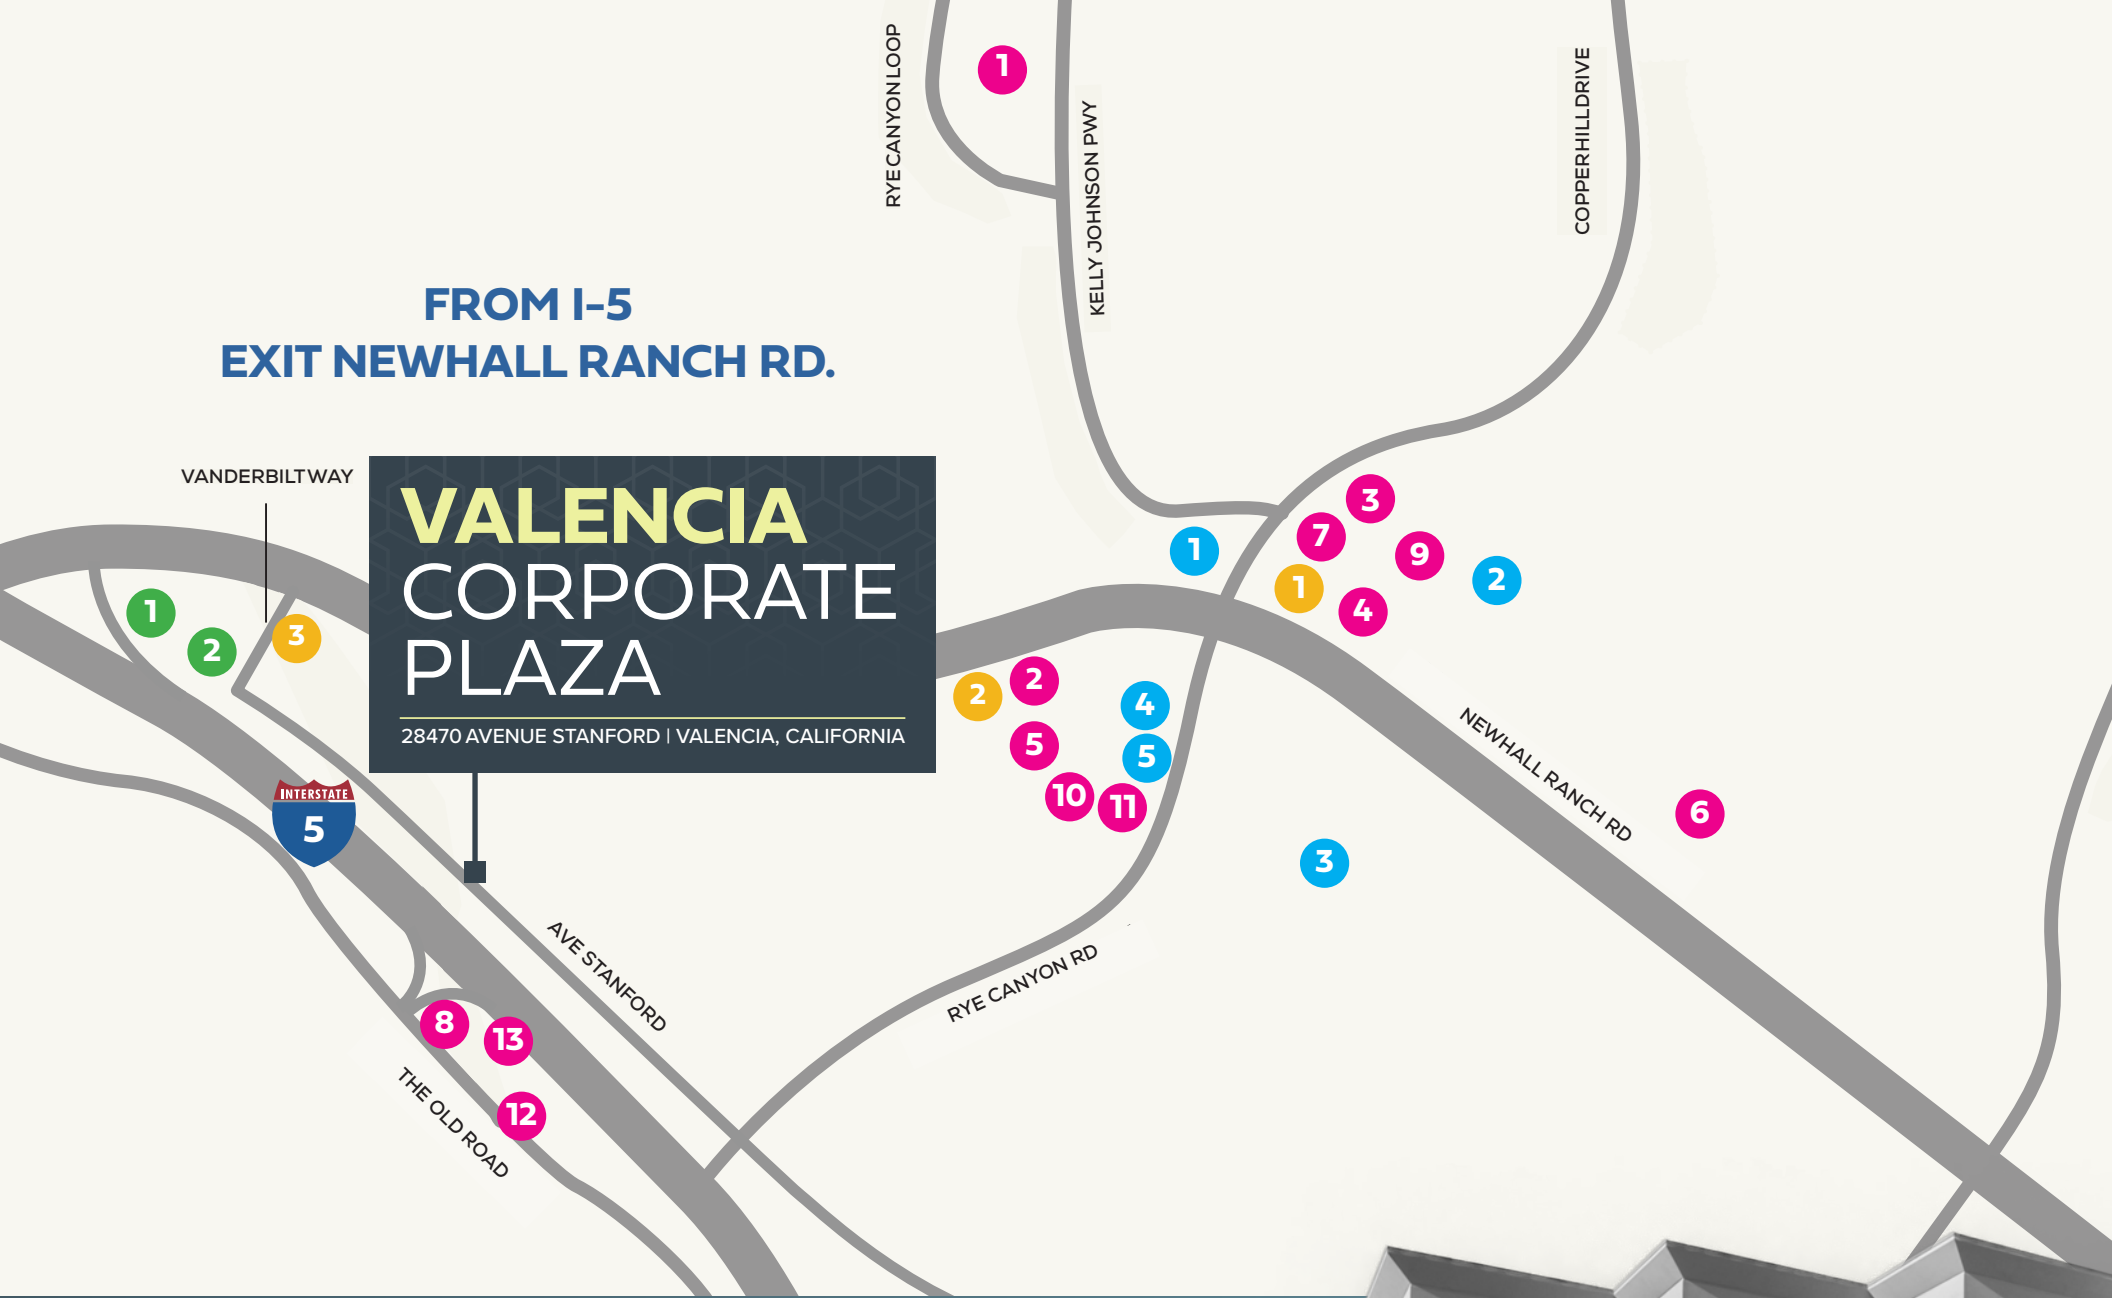 RYE CANYON LOOP
1
KELLY JOHNSON PWY
COPPERHILL DRIVE
FROM I-5
EXIT NEWHALL RANCH RD.
VANDERBILT WAY
VALENCIA
CORPORATE
PLAZA
28470 AVENUE STANFORD | VALENCIA, CALIFORNIA
3
7
9
1
2
1
4
1
2
3
2
2
4
5
5
10
11
NEWHALL RANCH RD
6
3
INTERSTATE
5
AVE STANFORD
RYE CANYON RD
8
13
12
THE OLD ROAD